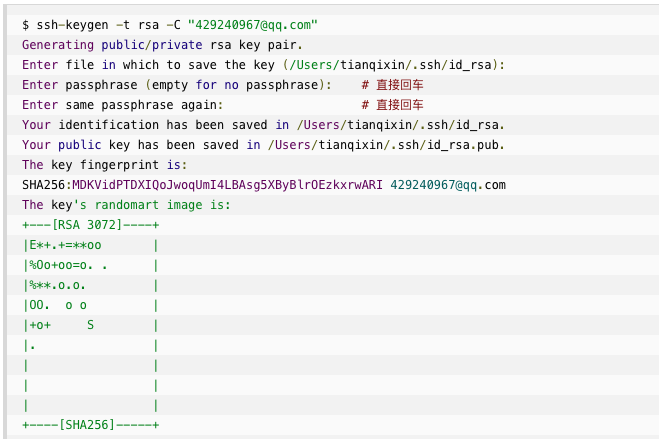 $ ssh-keygen -t rsa -C "429240967@qq.com"
Generating public/private rsa key pair.
Enter file in which to save the key (/Users/tianqixin/.ssh/id_rsa):
Enter passphrase (empty for no passphrase):    # 直接回车
Enter same passphrase again:                   # 直接回车
Your identification has been saved in /Users/tianqixin/.ssh/id_rsa.
Your public key has been saved in /Users/tianqixin/.ssh/id_rsa.pub.
The key fingerprint is:
SHA256:MDKVidPTDXIQoJwoqUmI4LBAsg5XByBlrOEzkxrwARI 429240967@qq.com
The key's randomart image is:
+---[RSA 3072]----+
|E*+.+=**oo       |
|%Oo+oo=o. .      |
|%**.o.o.         |
|OO.  o o         |
|+o+     S        |
|.                |
|                 |
|                 |
|                 |
+----[SHA256]-----+